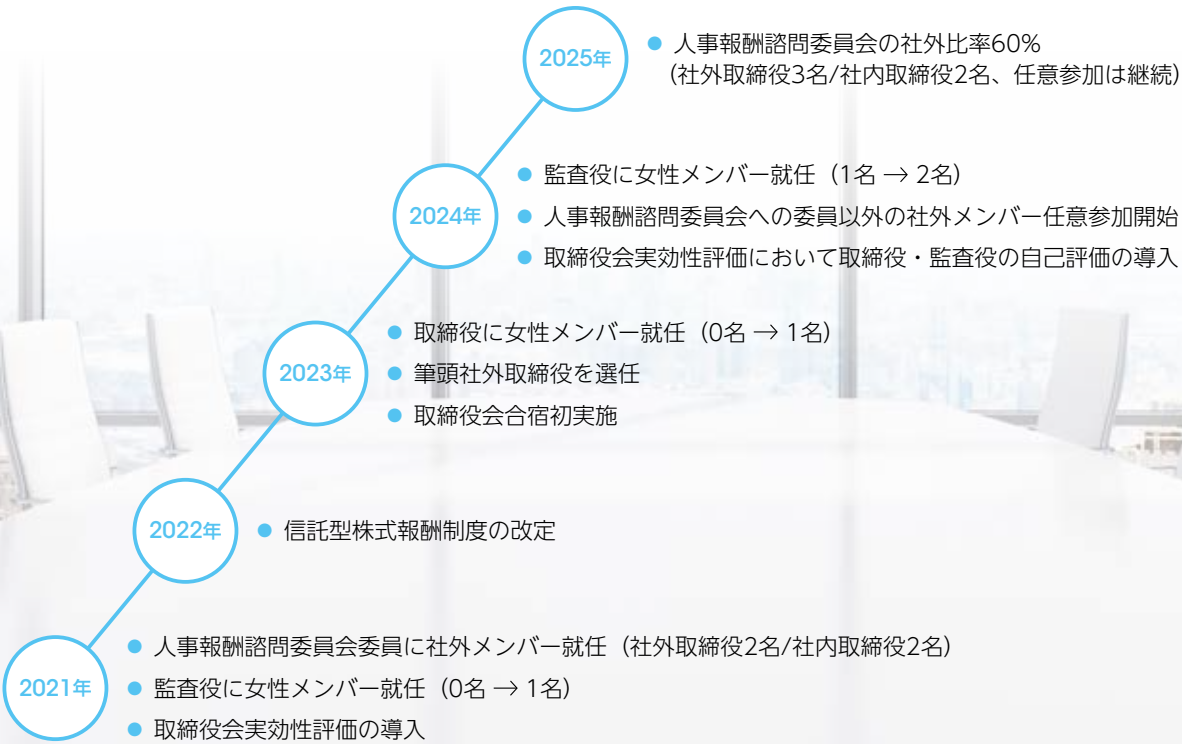 2025年
● 人事報酬諮問委員会の社外比率60%
(社外取締役3名/社内取締役2名、任意参加は継続)
2024年
● 監査役に女性メンバー就任（1名 → 2名）
● 人事報酬諮問委員会への委員以外の社外メンバー任意参加開始
● 取締役会実効性評価において取締役・監査役の自己評価の導入
2023年
● 取締役に女性メンバー就任（0名 → 1名）
● 筆頭社外取締役を選任
● 取締役会合宿初実施
2022年
● 信託型株式報酬制度の改定
2021年
● 人事報酬諮問委員会委員に社外メンバー就任（社外取締役2名/社内取締役2名）
● 監査役に女性メンバー就任（0名 → 1名）
● 取締役会実効性評価の導入